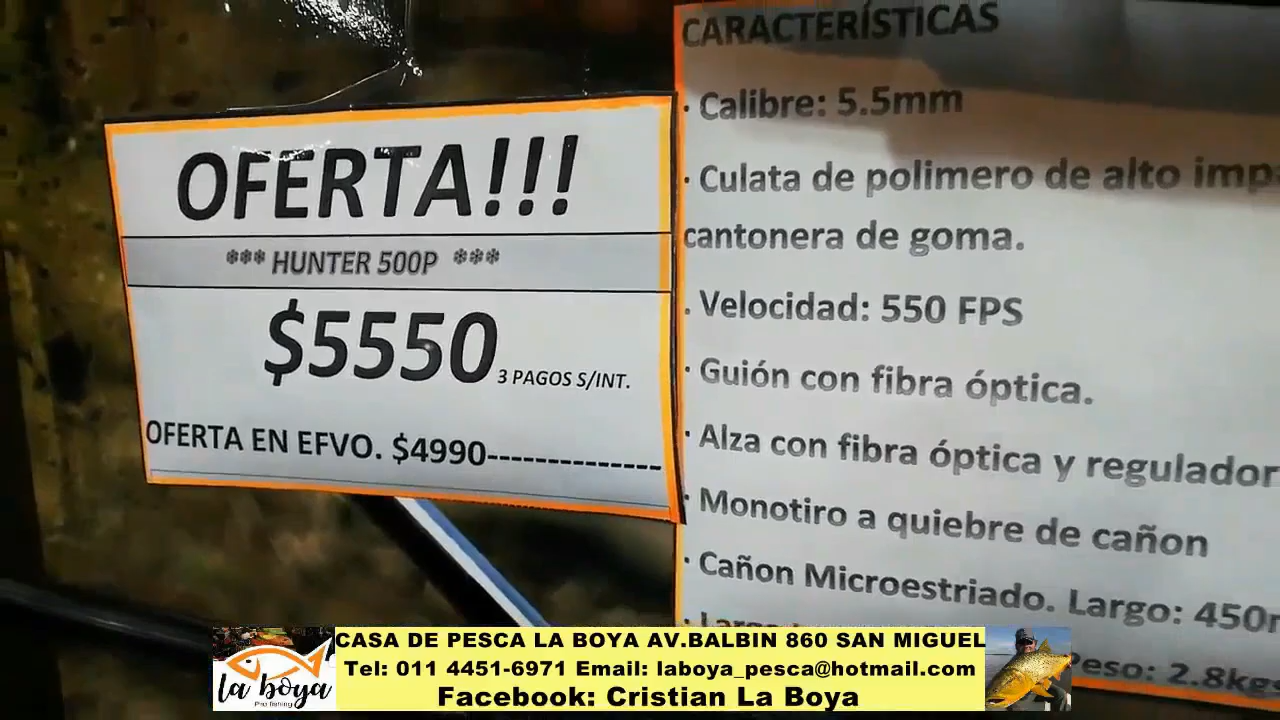 OFERTA!!!
*** HUNTER 500P ***
$5550 3 PAGOS S/INT.
OFERTA EN EFVO. $4990--------------
CARACTERÍSTICAS
· Calibre: 5.5mm
· Culata de polimero de alto imp
cantonera de goma.
. Velocidad: 550 FPS
· Guión con fibra óptica.
· Alza con fibra óptica y regulador
· Monotiro a quiebre de cañon
· Cañon Microestriado. Largo: 450
Peso: 2.8kgs
CASA DE PESCA LA BOYA AV.BALBIN 860 SAN MIGUEL
Tel: 011 4451-6971 Email: laboya_pesca@hotmail.com
Facebook: Cristian La Boya
la boya
Pro fishing